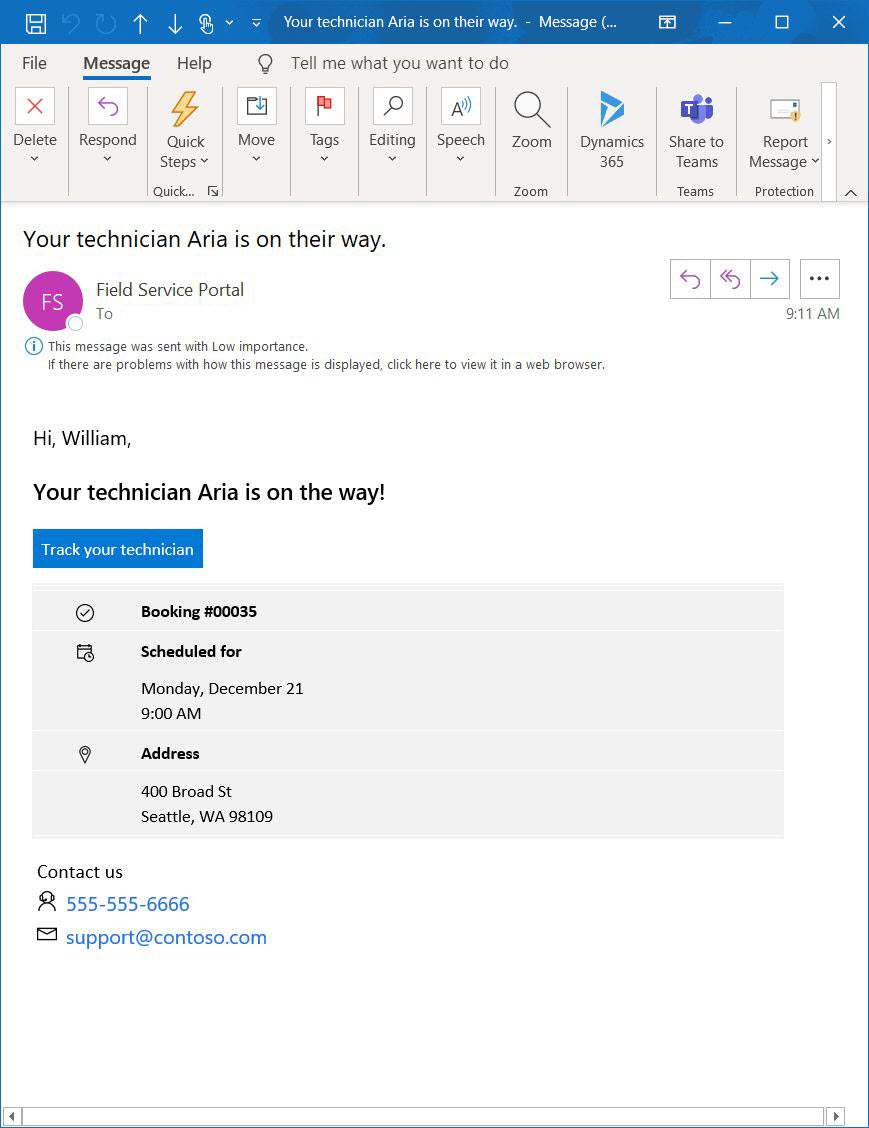 Your technician Aria is on their way. - Message (...
File Message Help Tell me what you want to do
Delete Respond Quick Steps Move Tags Editing Speech Zoom Dynamics 365 Share to Teams Report Message
Quick... Zoom Teams Protection
Your technician Aria is on their way.
FS
Field Service Portal
To
9:11 AM
This message was sent with Low importance.
If there are problems with how this message is displayed, click here to view it in a web browser.
Hi, William,
Your technician Aria is on the way!
Track your technician
Booking #00035
Scheduled for
Monday, December 21
9:00 AM
Address
400 Broad St
Seattle, WA 98109
Contact us
555-555-6666
support@contoso.com